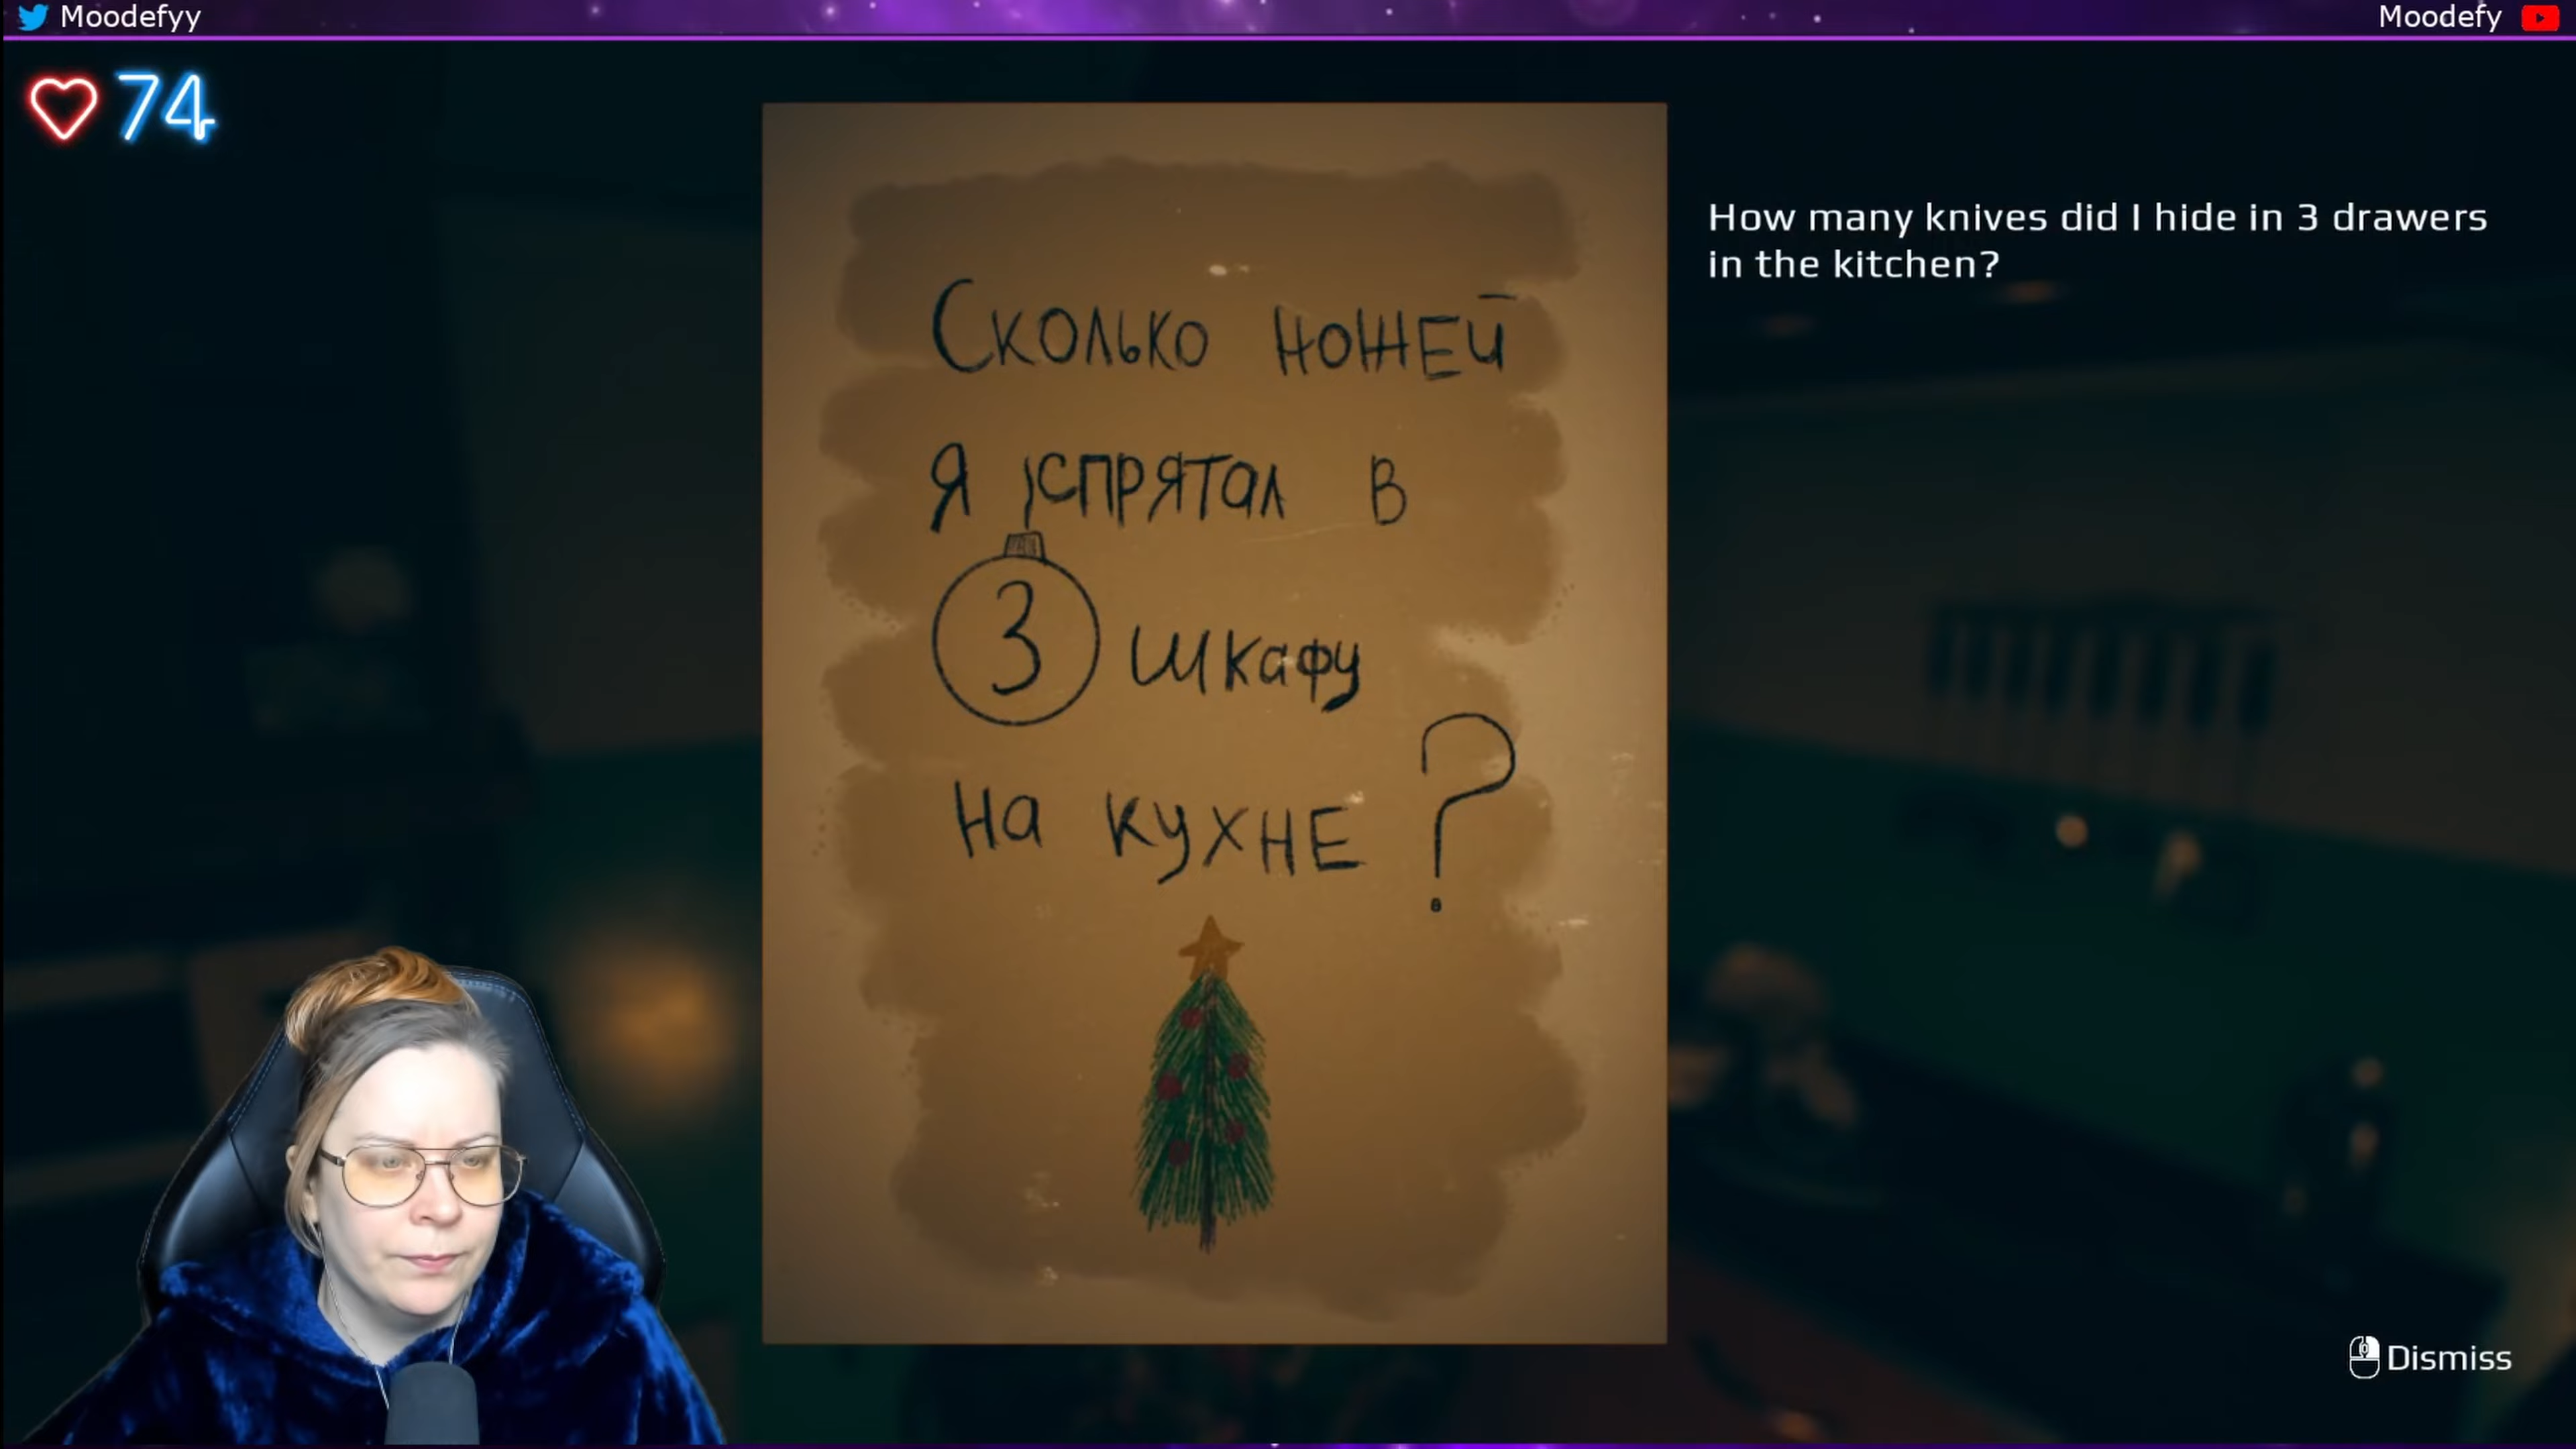 Moodefyy
Moodefy
74
Сколько ножей
я спрятал в
3 шкафу
на кухне?
How many knives did I hide in 3 drawers
in the kitchen?
Dismiss